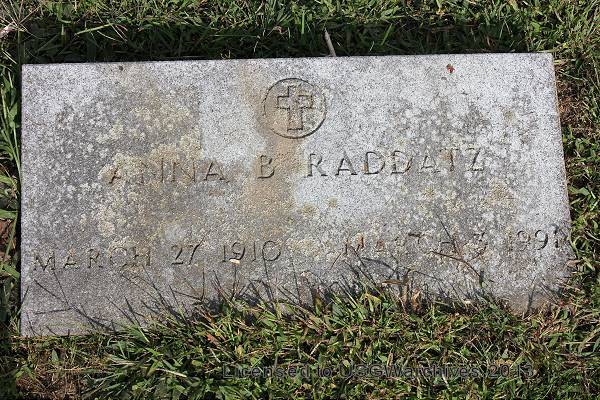 ANNA B RADDATZ
MARCH 27 1910 MARCH 3 1991
Licensed to USGWarchives 2013